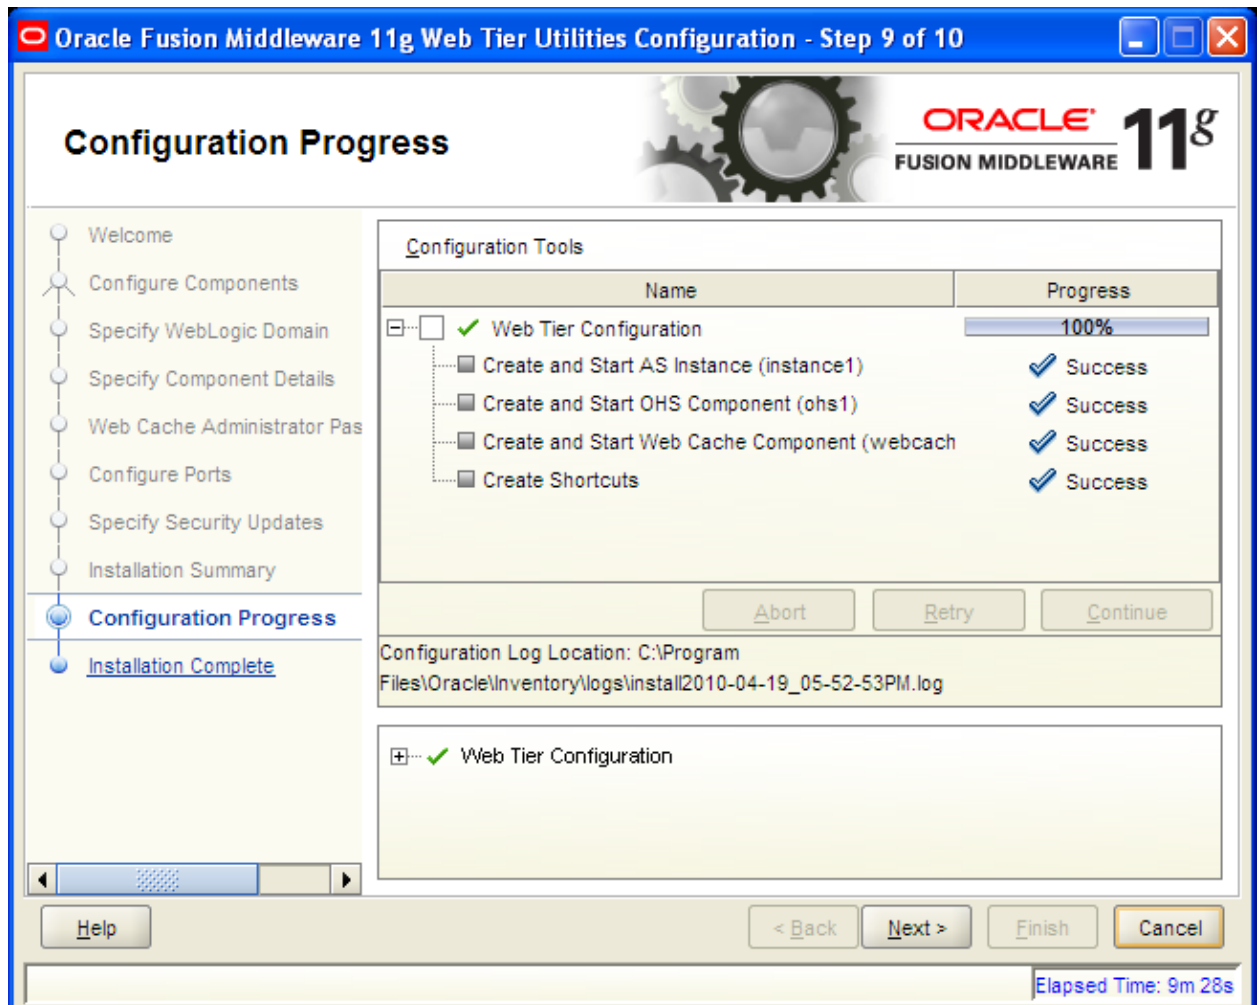 Oracle Fusion Middleware 11g Web Tier Utilities Configuration - Step 9 of 10
Configuration Progress
ORACLE
FUSION MIDDLEWARE
11g
Welcome
Configure Components
Specify WebLogic Domain
Specify Component Details
Web Cache Administrator Pas
Configure Ports
Specify Security Updates
Installation Summary
Configuration Progress
Installation Complete
Configuration Tools
Name Progress
Web Tier Configuration 100%
Create and Start AS Instance (instance1) Success
Create and Start OHS Component (ohs1) Success
Create and Start Web Cache Component (webcach Success
Create Shortcuts Success
Abort Retry Continue
Configuration Log Location: C:\Program
Files\Oracle\Inventory\logs\install2010-04-19_05-52-53PM.log
Web Tier Configuration
Help < Back Next > Finish Cancel
Elapsed Time: 9m 28s